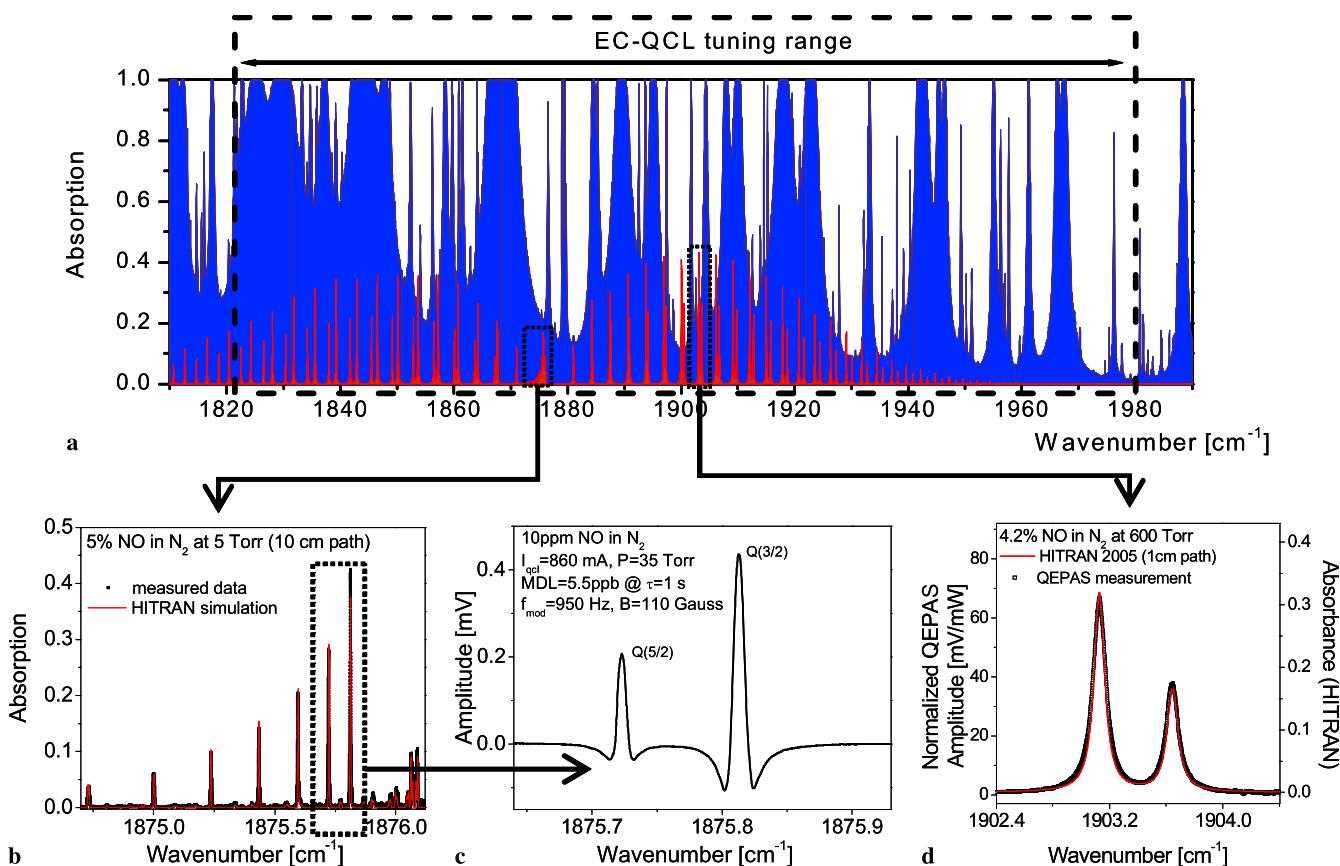 EC-QCL tuning range
1.0
0.8
0.6
0.4
0.2
0.0
Absorption
1820 1840 1860 1880 1900 1920 1940 1960 1980
Wavenumber [cm⁻¹]
a
0.5
0.4
0.3
0.2
0.1
0.0
Absorption
5% NO in N₂ at 5 Torr (10 cm path)
measured data
HITRAN simulation
1875.0 1875.5 1876.0
Wavenumber [cm⁻¹]
b
0.4
0.2
0.0
Amplitude [mV]
10ppm NO in N₂
I_qcl=860 mA, P=35 Torr
MDL=5.5ppb @ τ=1 s
f_mod=950 Hz, B=110 Gauss
Q(3/2)
Q(5/2)
1875.7 1875.8 1875.9
Wavenumber [cm⁻¹]
c
80
60
40
20
0
Normalized QEPAS
Amplitude [mV/mW]
4.2% NO in N₂ at 600 Torr
HITRAN 2005 (1cm path)
QEPAS measurement
0.4
0.3
0.2
0.1
0.0
Absorbance (HITRAN)
1902.4 1903.2 1904.0
Wavenumber [cm⁻¹]
d